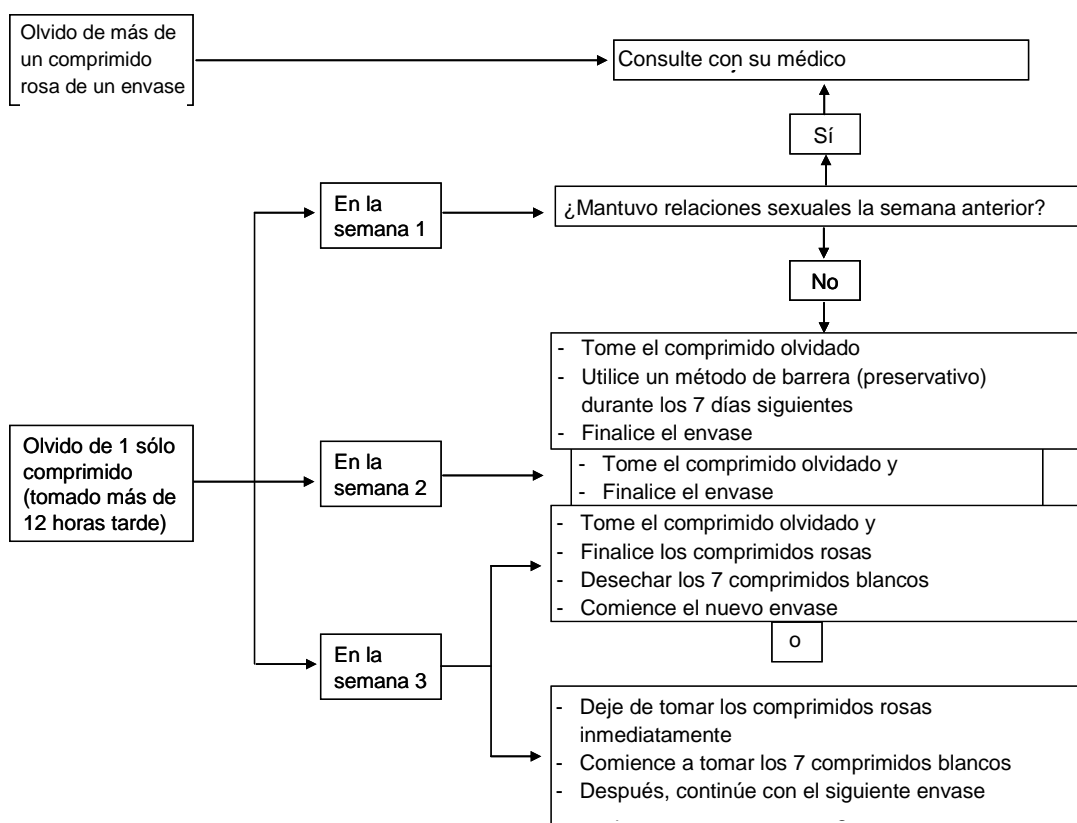 Olvido de más de
un comprimido
rosa de un envase
Consulte con su médico
Sí
En la
semana 1
¿Mantuvo relaciones sexuales la semana anterior?
No
- Tome el comprimido olvidado
- Utilice un método de barrera (preservativo)
durante los 7 días siguientes
- Finalice el envase
Olvido de 1 sólo
comprimido
(tomado más de
12 horas tarde)
En la
semana 2
- Tome el comprimido olvidado y
- Finalice el envase
- Tome el comprimido olvidado y
- Finalice los comprimidos rosas
- Desechar los 7 comprimidos blancos
- Comience el nuevo envase
o
En la
semana 3
- Deje de tomar los comprimidos rosas
inmediatamente
- Comience a tomar los 7 comprimidos blancos
- Después, continúe con el siguiente envase